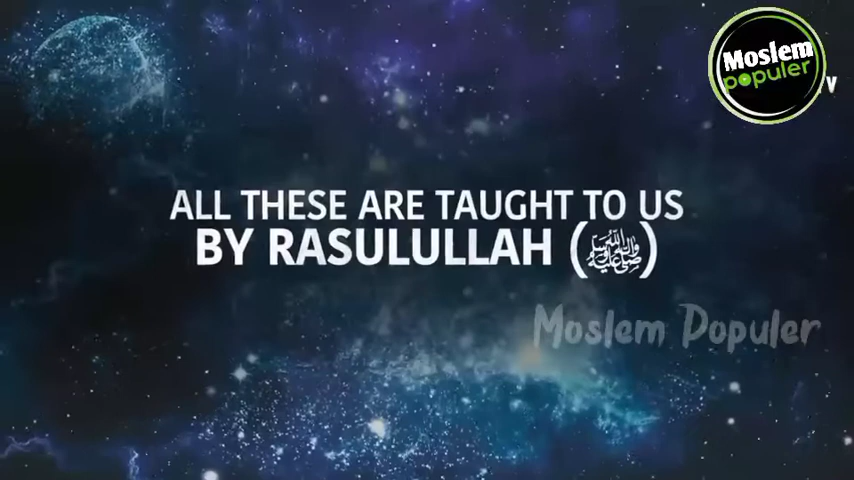 Moslem
populer
ALL THESE ARE TAUGHT TO US
BY RASULULLAH (ﷺ)
Moslem Populer